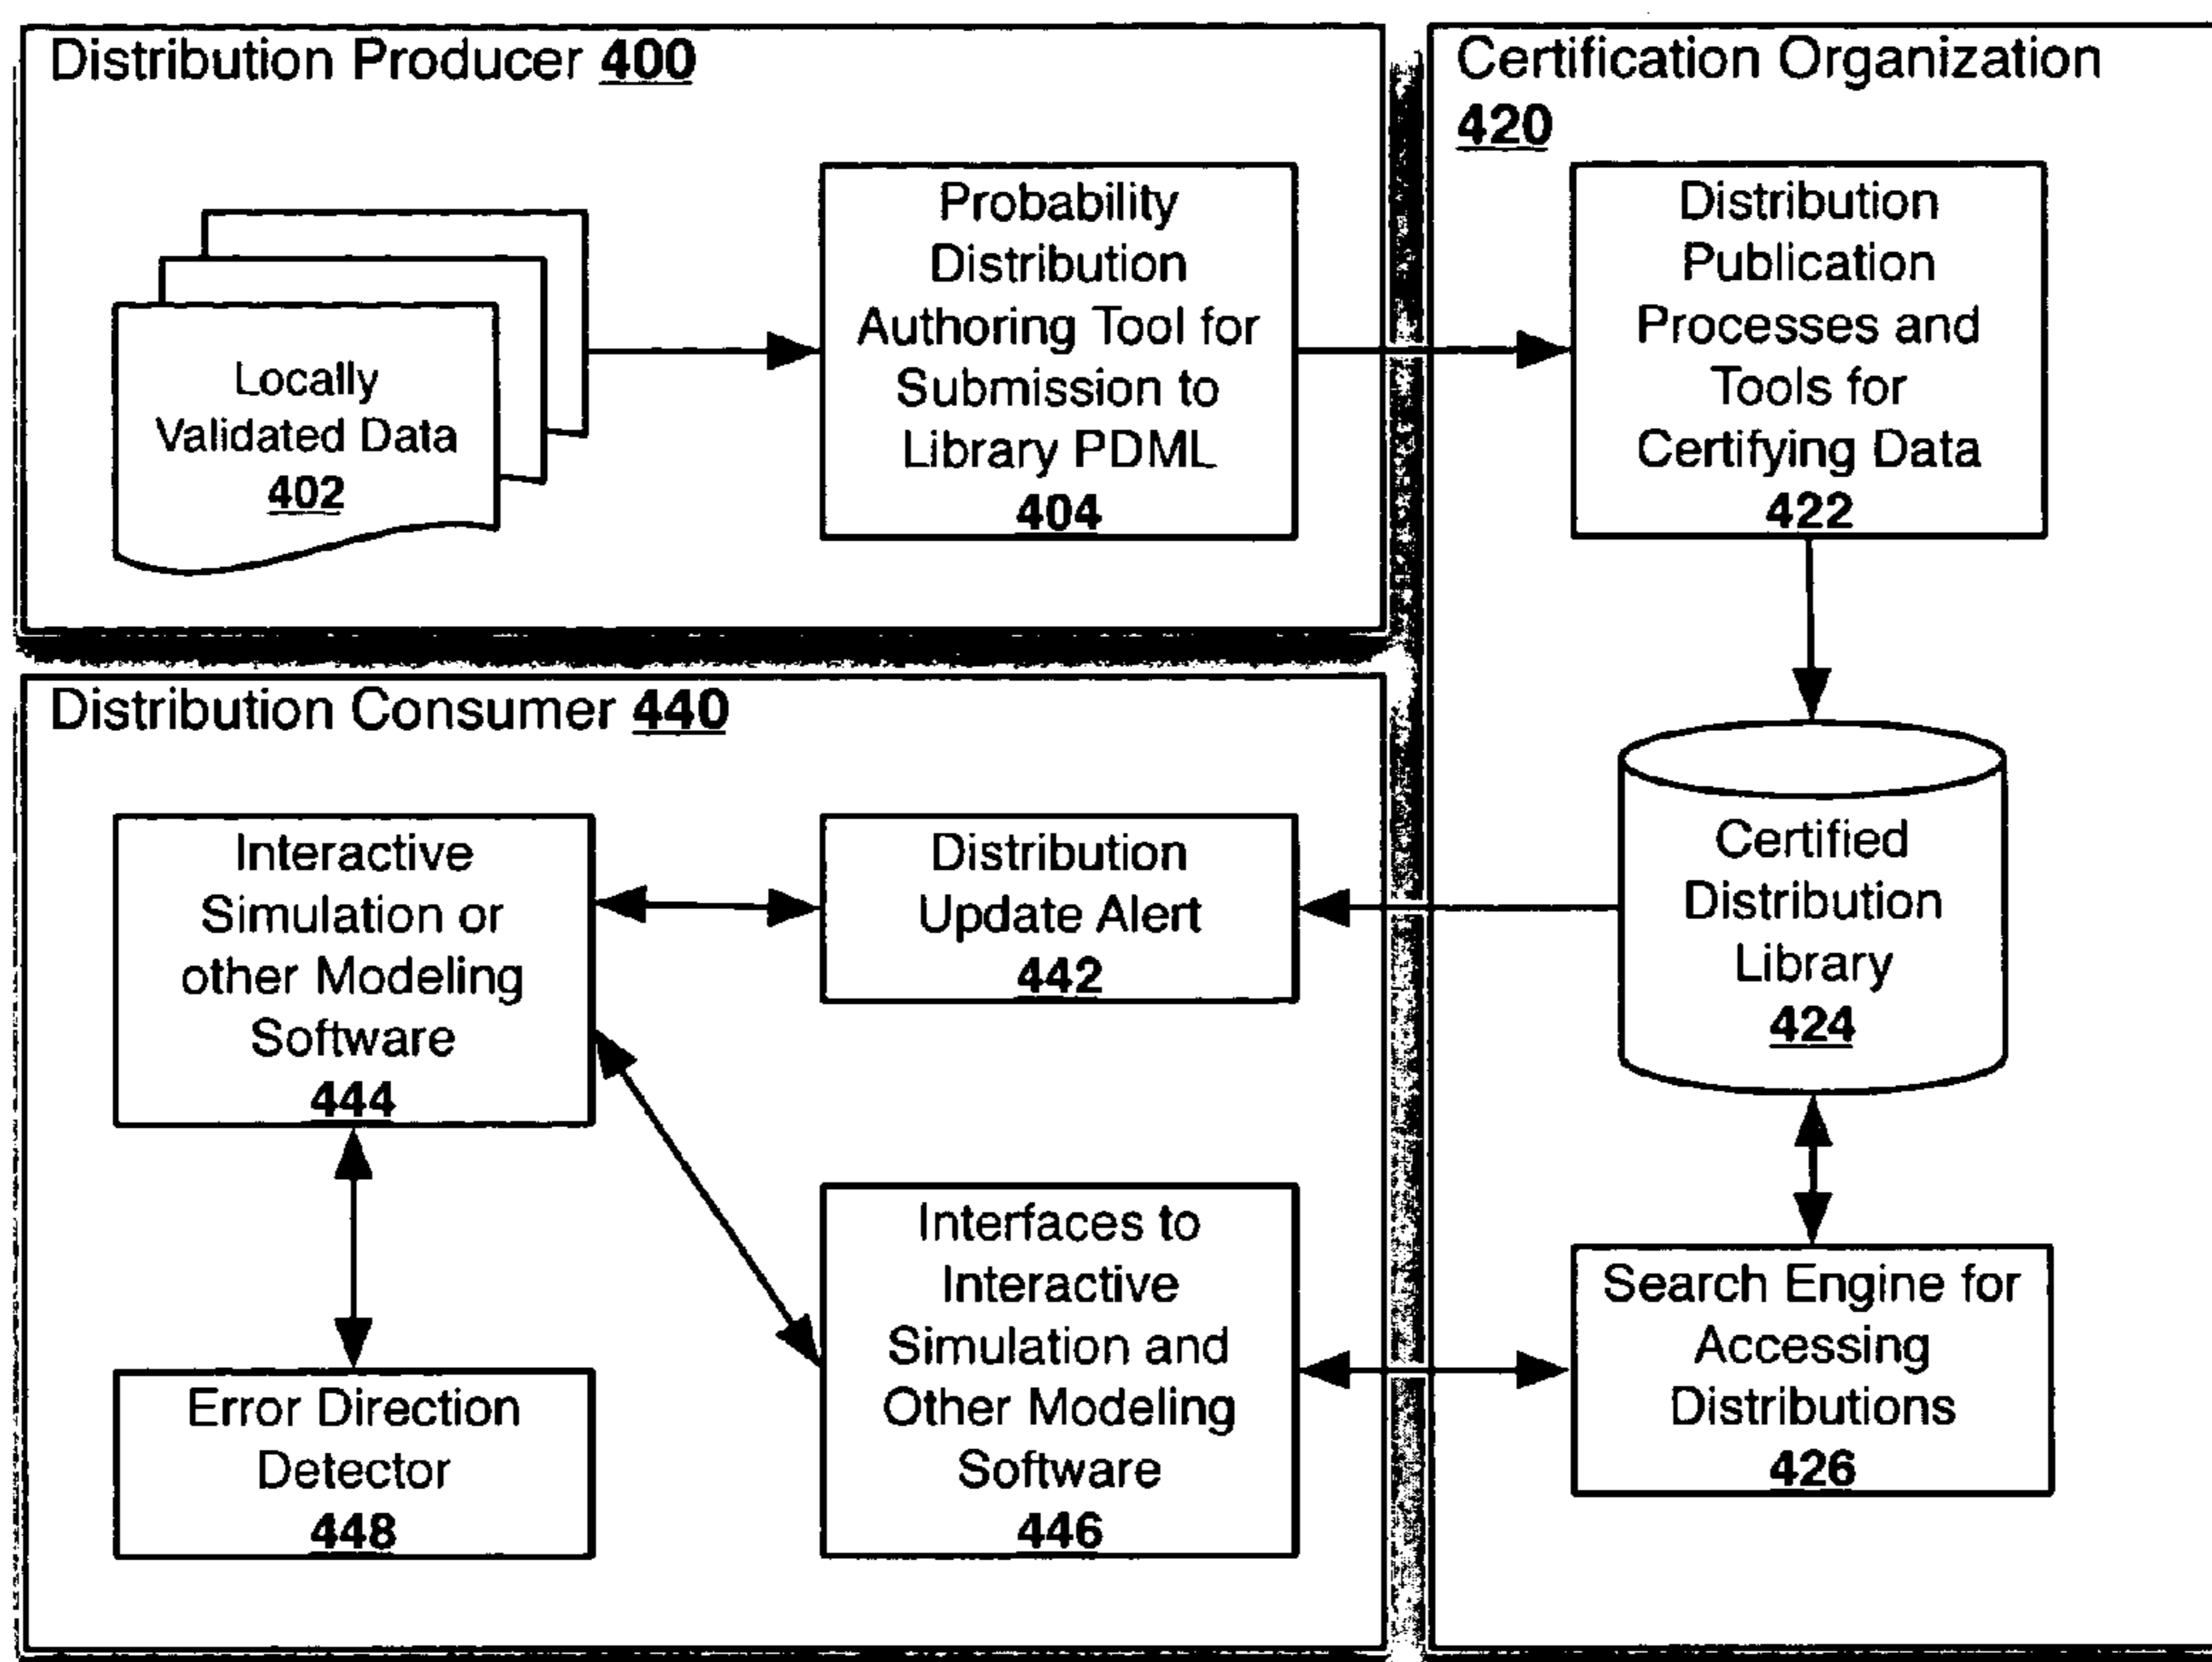 Distribution Producer 400
Locally
Validated Data
402
Probability
Distribution
Authoring Tool for
Submission to
Library PDML
404
Certification Organization
420
Distribution
Publication
Processes and
Tools for
Certifying Data
422
Certified
Distribution
Library
424
Search Engine for
Accessing
Distributions
426
Distribution Consumer 440
Interactive
Simulation or
other Modeling
Software
444
Distribution
Update Alert
442
Interfaces to
Interactive
Simulation and
Other Modeling
Software
446
Error Direction
Detector
448